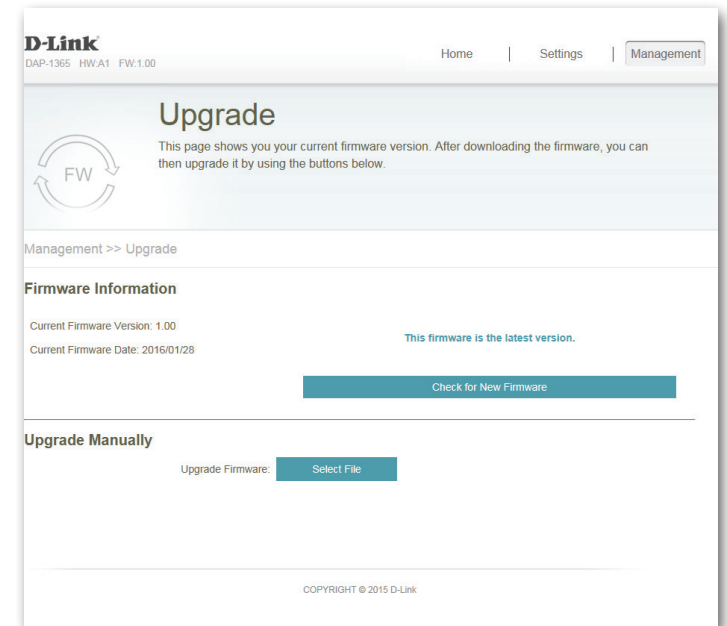 D-Link
DAP-1365 HW:A1 FW:1.00
Home | Settings | Management
Upgrade
This page shows you your current firmware version. After downloading the firmware, you can
then upgrade it by using the buttons below.
FW
Management >> Upgrade
Firmware Information
Current Firmware Version: 1.00
This firmware is the latest version.
Current Firmware Date: 2016/01/28
Check for New Firmware
Upgrade Manually
Upgrade Firmware: Select File
COPYRIGHT © 2015 D-Link